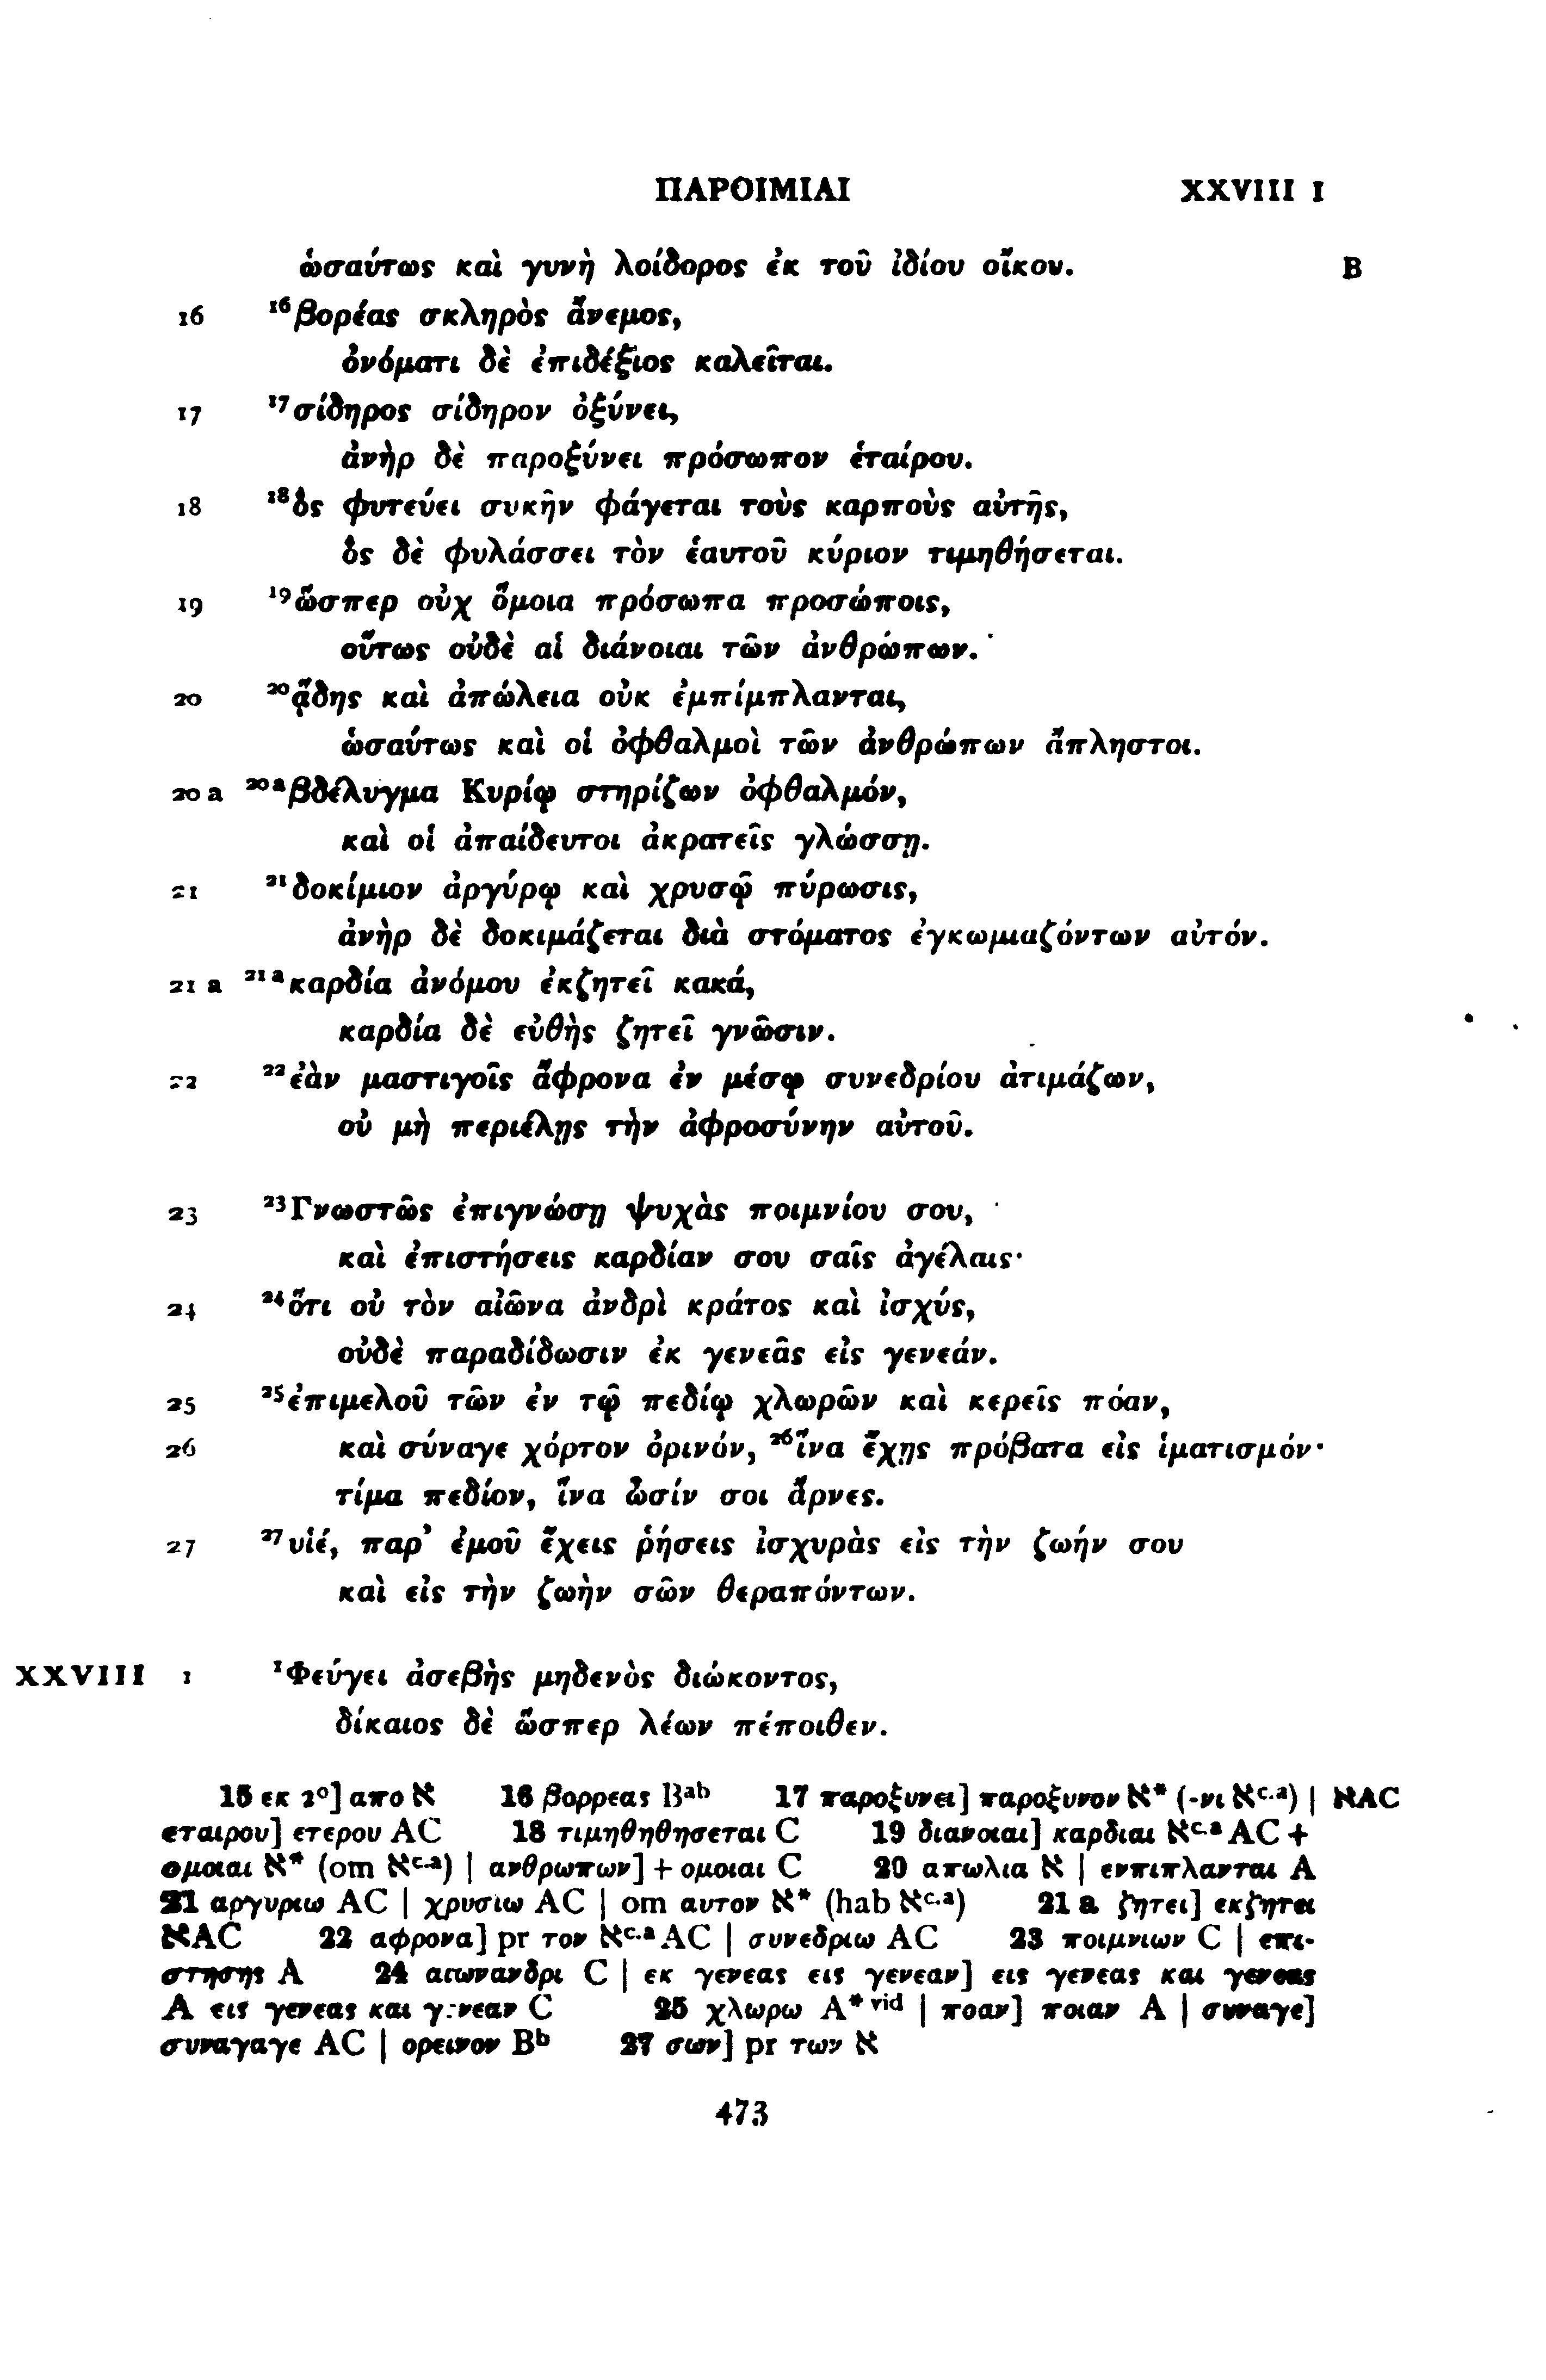 ΠΑΡΟΙΜΙΑΙ XXVIII 1
ὡσαύτως καὶ γυνὴ λοίδορος ἐκ τοῦ ἰδίου οἴκου. B
16 ¹⁶βορέας σκληρὸς ἄνεμος,
ὀνόματι δὲ ἐπιδέξιος καλεῖται.
17 ¹⁷σίδηρος σίδηρον ὀξύνει,
ἀνὴρ δὲ παροξύνει πρόσωπον ἑταίρου.
18 ¹⁸ὃς φυτεύει συκῆν φάγεται τοὺς καρποὺς αὐτῆς,
ὃς δὲ φυλάσσει τὸν ἑαυτοῦ κύριον τιμηθήσεται.
19 ¹⁹ὥσπερ οὐχ ὅμοια πρόσωπα προσώποις,
οὕτως οὐδὲ αἱ διάνοιαι τῶν ἀνθρώπων.
20 ²⁰ᾅδης καὶ ἀπώλεια οὐκ ἐμπίμπλανται,
ὡσαύτως καὶ οἱ ὀφθαλμοὶ τῶν ἀνθρώπων ἄπληστοι.
20 a ²⁰ᵃβδέλυγμα Κυρίῳ στηρίζων ὀφθαλμόν,
καὶ οἱ ἀπαίδευτοι ἀκρατεῖς γλώσσῃ.
21 ²¹δοκίμιον ἀργύρῳ καὶ χρυσῷ πύρωσις,
ἀνὴρ δὲ δοκιμάζεται διὰ στόματος ἐγκωμιαζόντων αὐτόν.
21 a ²¹ᵃκαρδία ἀνόμου ἐκζητεῖ κακά,
καρδία δὲ εὐθὴς ζητεῖ γνῶσιν.
22 ²²ἐὰν μαστιγοῖς ἄφρονα ἐν μέσῳ συνεδρίου ἀτιμάζων,
οὐ μὴ περιέλῃς τὴν ἀφροσύνην αὐτοῦ.
23 ²³Γνωστῶς ἐπιγνώσῃ ψυχὰς ποιμνίου σου,
καὶ ἐπιστήσεις καρδίαν σου σαῖς ἀγέλαις·
24 ²⁴ὅτι οὐ τὸν αἰῶνα ἀνδρὶ κράτος καὶ ἰσχύς,
οὐδὲ παραδίδωσιν ἐκ γενεᾶς εἰς γενεάν.
25 ²⁵ἐπιμελοῦ τῶν ἐν τῷ πεδίῳ χλωρῶν καὶ κερεῖς πόαν,
26 καὶ σύναγε χόρτον ὀρινόν, ²⁶ἵνα ἔχῃς πρόβατα εἰς ἱματισμόν·
τίμα πεδίον, ἵνα ὦσίν σοι ἄρνες.
27 ²⁷υἱέ, παρ' ἐμοῦ ἔχεις ῥήσεις ἰσχυρὰς εἰς τὴν ζωήν σου
καὶ εἰς τὴν ζωὴν σῶν θεραπόντων.
XXVIII 1 ¹Φεύγει ἀσεβὴς μηδενὸς διώκοντος,
δίκαιος δὲ ὥσπερ λέων πέποιθεν.
15 εκ 2°] απο ℵ 16 βορρεας Bᵃᵇ 17 παροξυνει] παροξυνον ℵ* (-νι ℵᶜ·ᵃ) | ℵAC
εταιρου] ετερου AC 18 τιμηθηθησεται C 19 διανοιαι] καρδιαι ℵᶜ·ᵃ AC +
ομοιαι ℵ* (om ℵᶜ·ᵃ) | ανθρωπων] + ομοιαι C 20 απωλια ℵ | ενπιπλανται A
21 αργυριω AC | χρυσιω AC | om αυτον ℵ* (hab ℵᶜ·ᵃ) 21 a ζητει] εκζητει
ℵAC 22 αφρονα] pr τον ℵᶜ·ᵃ AC | συνεδριω AC 23 ποιμνιων C | επι-
στησης A 24 αιωνανδρι C | εκ γενεας εις γενεαν] εις γενεας και γενεας
A εις γενεας και γενεαν C 25 χλωρω A* ᵛⁱᵈ | ποαν] ποιαν A | συναγε]
συναγαγε AC | ορεινον Bᵇ 27 σων] pr των ℵ
473